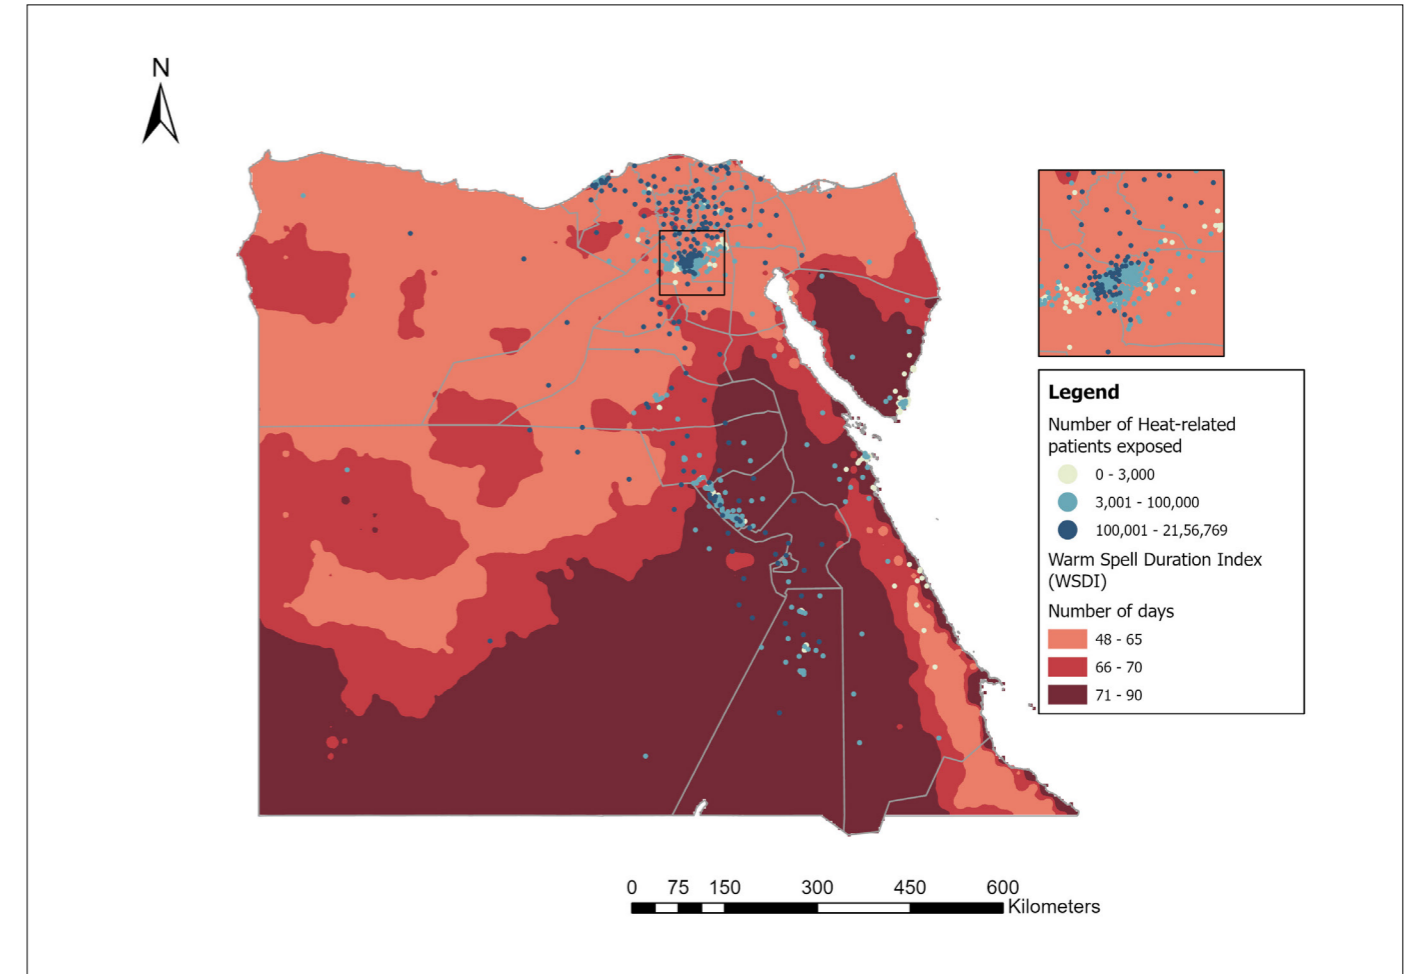 N
Legend
Number of Heat-related
patients exposed
0 - 3,000
3,001 - 100,000
100,001 - 21,56,769
Warm Spell Duration Index
(WSDI)
Number of days
48 - 65
66 - 70
71 - 90
0 75 150 300 450 600
Kilometers